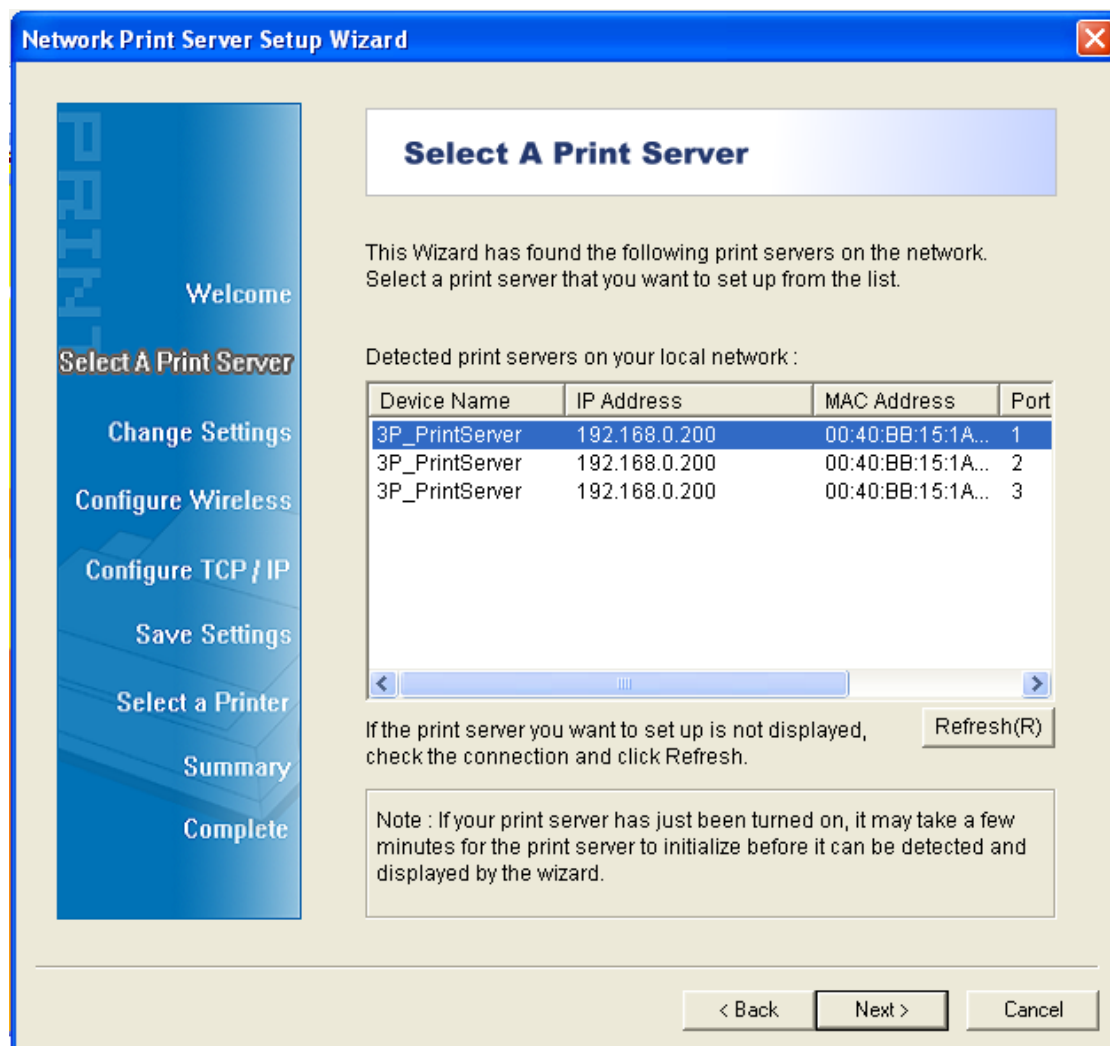 Network Print Server Setup Wizard
PRINT
Welcome
Select A Print Server
Change Settings
Configure Wireless
Configure TCP / IP
Save Settings
Select a Printer
Summary
Complete
Select A Print Server
This Wizard has found the following print servers on the network.
Select a print server that you want to set up from the list.
Detected print servers on your local network :
Device Name IP Address MAC Address Port
3P_PrintServer 192.168.0.200 00:40:BB:15:1A... 1
3P_PrintServer 192.168.0.200 00:40:BB:15:1A... 2
3P_PrintServer 192.168.0.200 00:40:BB:15:1A... 3
If the print server you want to set up is not displayed,
check the connection and click Refresh.
Refresh(R)
Note : If your print server has just been turned on, it may take a few
minutes for the print server to initialize before it can be detected and
displayed by the wizard.
< Back Next > Cancel